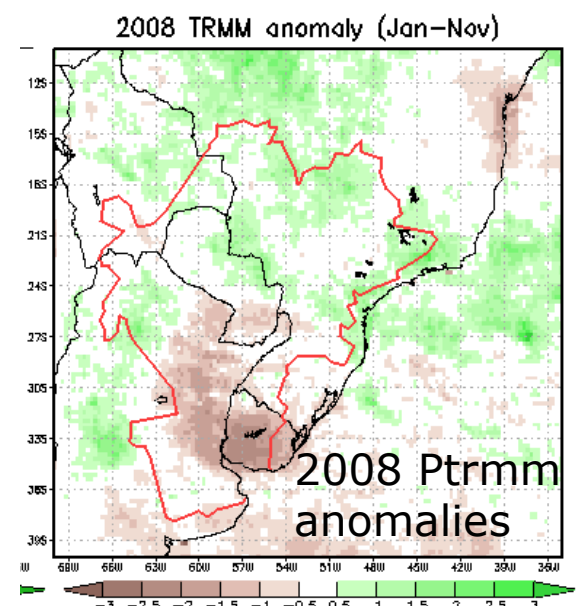 2008 TRMM anomaly (Jan-Nov)
12S
15S
18S
21S
24S
27S
30S
33S
36S
39S
2008 Ptrmm
anomalies
69W 66W 63W 60W 57W 54W 51W 48W 45W 42W 39W 36W
-3 -2.5 -2 -1.5 -1 -0.5 0.5 1 1.5 2 2.5 3